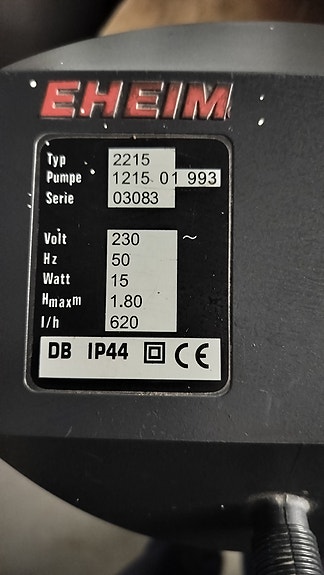 EHEIM
Typ 2215
Pumpe 1215 01 993
Serie 03083
Volt 230 ~
Hz 50
Watt 15
Hmaxm 1.80
l/h 620
DB IP44 CE